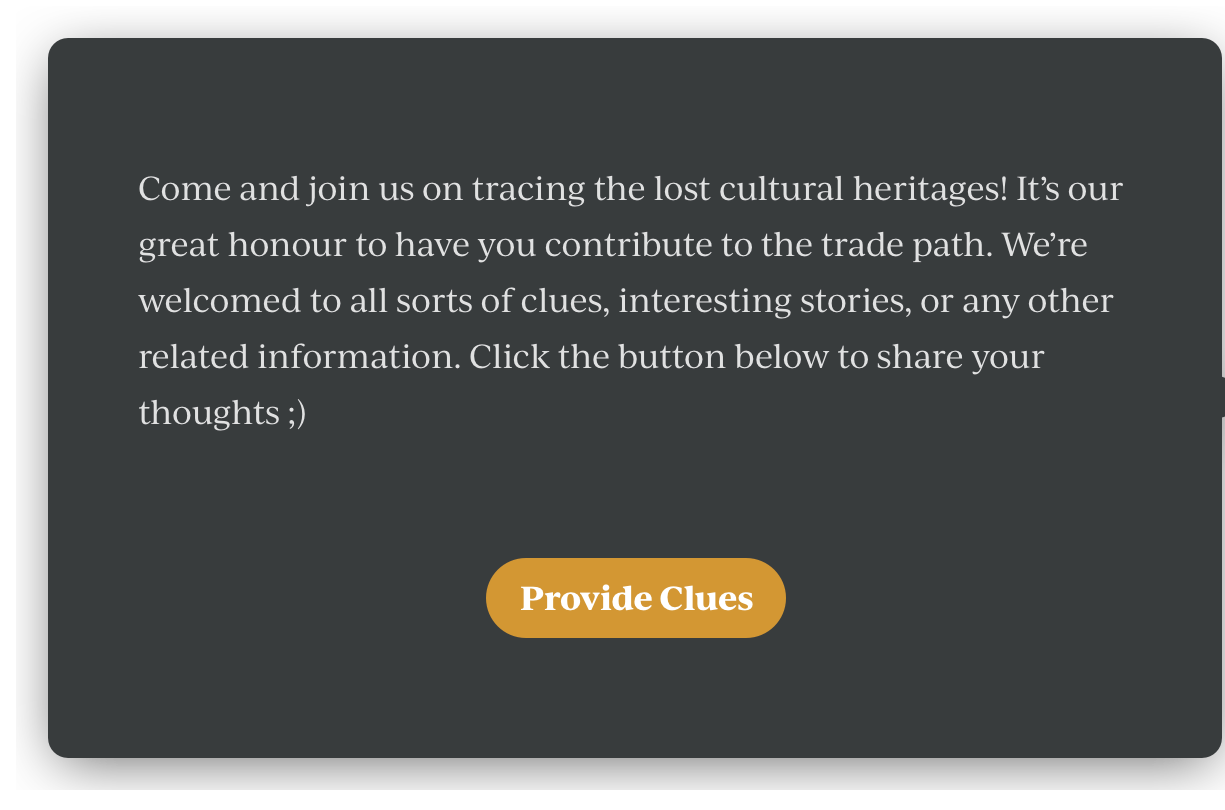 Come and join us on tracing the lost cultural heritages! It’s our
great honour to have you contribute to the trade path. We’re
welcomed to all sorts of clues, interesting stories, or any other
related information. Click the button below to share your
thoughts ;)
Provide Clues